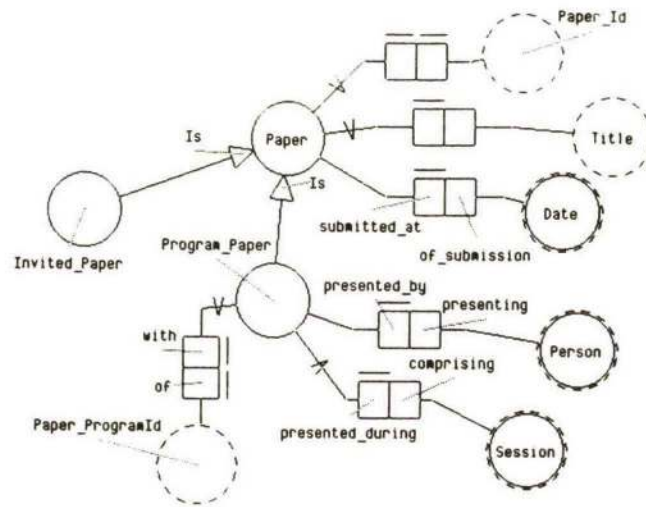 Paper_Id
Is
Paper
Title
Is
Invited_Paper
submitted_at
Date
of_submission
Program_Paper
presented_by
presenting
with
Person
of
comprising
Paper_ProgramId
presented_during
Session